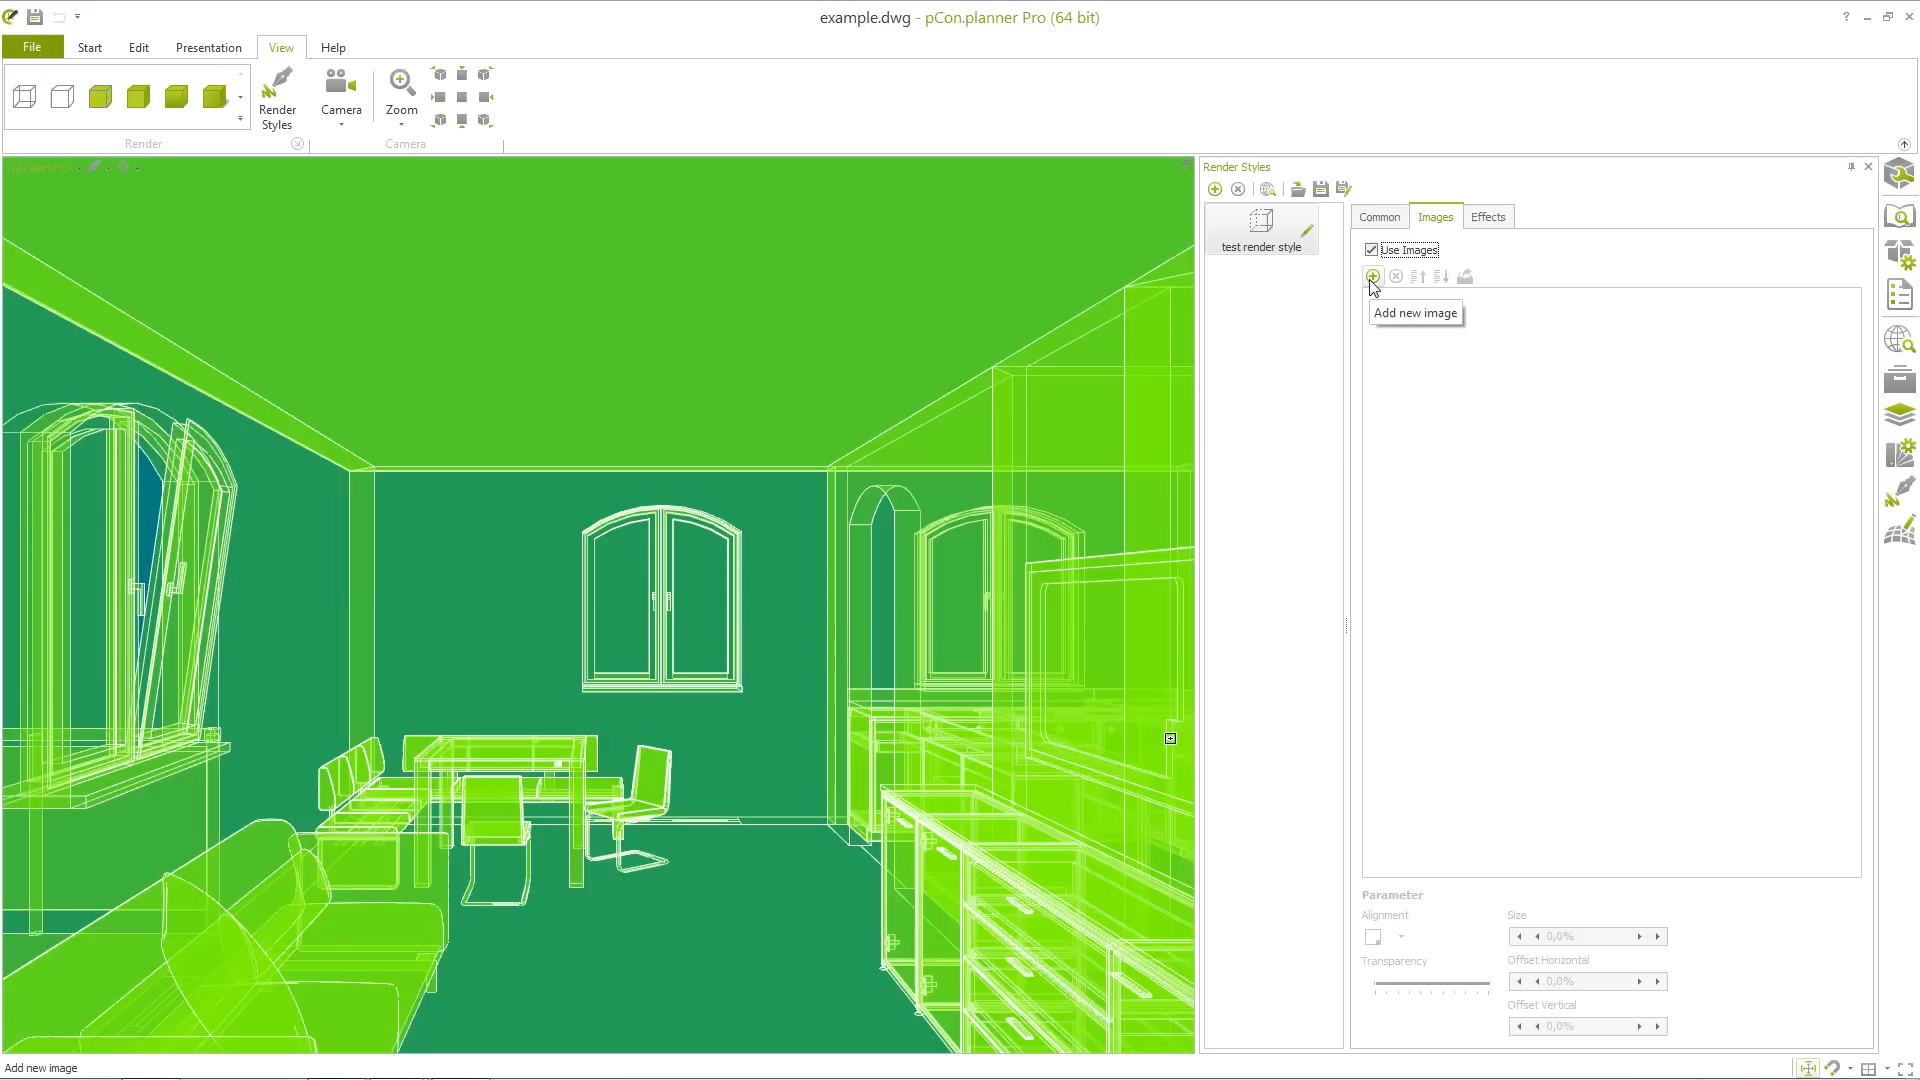 example.dwg - pCon.planner Pro (64 bit)
?
File
Start
Edit
Presentation
View
Help
Render
Styles
Camera
Zoom
Render
Camera
Render Styles
test render style
Common
Images
Effects
Use Images
Add new image
Parameter
Alignment
Size
0,0%
Transparency
Offset Horizontal
0,0%
Offset Vertical
0,0%
Add new image